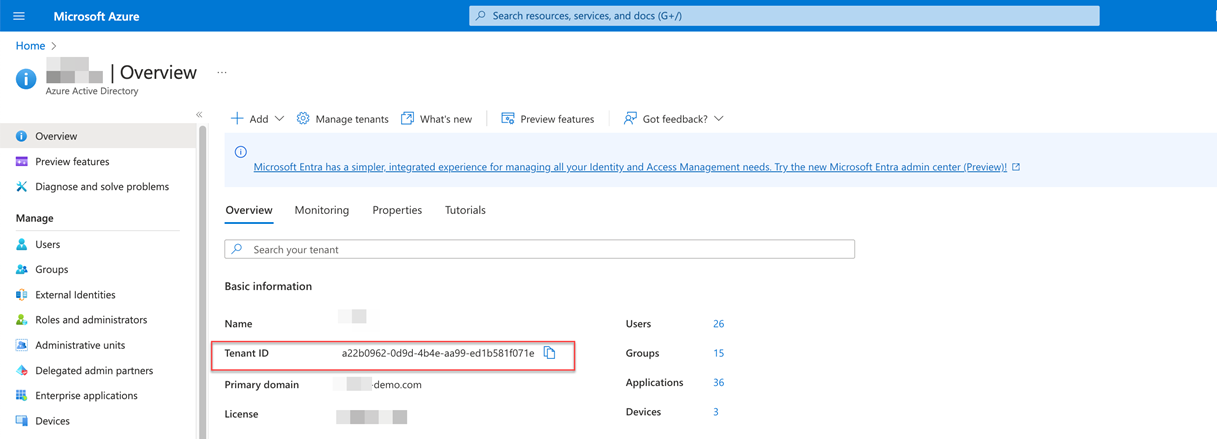 Microsoft Azure
Search resources, services, and docs (G+/)
Home
| Overview
...
Azure Active Directory
Add
Manage tenants
What's new
Preview features
Got feedback?
Microsoft Entra has a simpler, integrated experience for managing all your Identity and Access Management needs. Try the new Microsoft Entra admin center (Preview)!
Overview
Preview features
Diagnose and solve problems
Manage
Users
Groups
External Identities
Roles and administrators
Administrative units
Delegated admin partners
Enterprise applications
Devices
Overview Monitoring Properties Tutorials
Search your tenant
Basic information
Name
Tenant ID a22b0962-0d9d-4b4e-aa99-ed1b581f071e
Primary domain -demo.com
License
Users 26
Groups 15
Applications 36
Devices 3